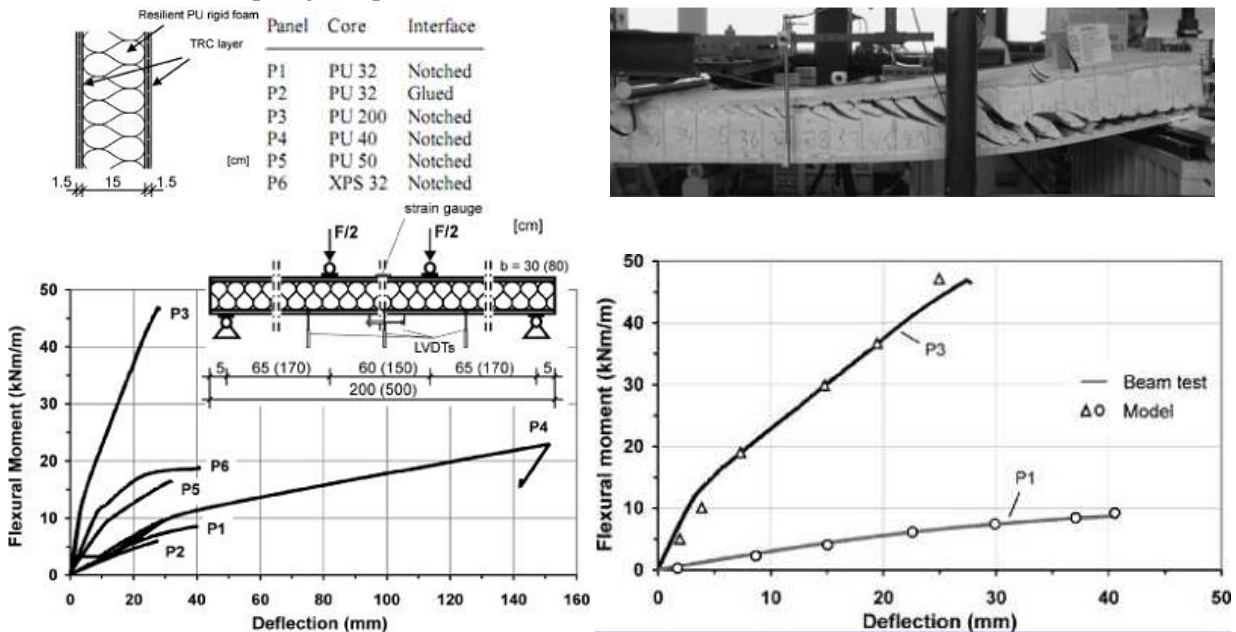 Resilient PU rigid foam
TRC layer
[cm]
1.5 15 1.5
Panel Core Interface
P1 PU 32 Notched
P2 PU 32 Glued
P3 PU 200 Notched
P4 PU 40 Notched
P5 PU 50 Notched
P6 XPS 32 Notched
strain gauge
[cm]
F/2 F/2
b = 30 (80)
LVDTs
5 65 (170) 60 (150) 65 (170) 5
200 (500)
Flexural Moment (kNm/m)
50
40
30
20
10
0
P3
P6
P5
P1
P2
P4
0 20 40 60 80 100 120 140 160
Deflection (mm)
Flexural moment (kNm/m)
50
40
30
20
10
0
P3
Beam test
Model
P1
0 10 20 30 40 50
Deflection (mm)